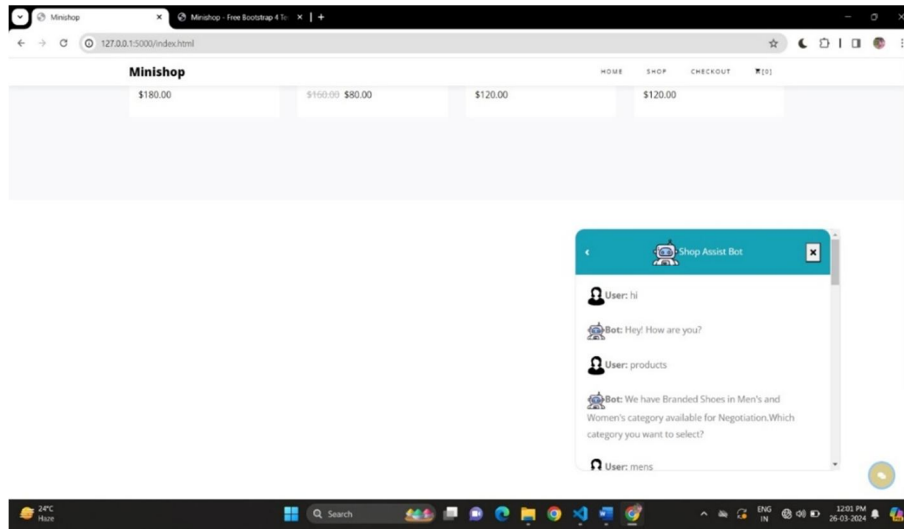 Minishop
Minishop - Free Bootstrap 4 Te
127.0.0.1:5000/index.html
Minishop
HOME SHOP CHECKOUT [0]
$180.00 $160.00 $80.00 $120.00 $120.00
Shop Assist Bot
User: hi
Bot: Hey! How are you?
User: products
Bot: We have Branded Shoes in Men's and
Women's category available for Negotiation.Which
category you want to select?
User: mens
24°C
Haze
Search
ENG
IN
12:01 PM
26-03-2024